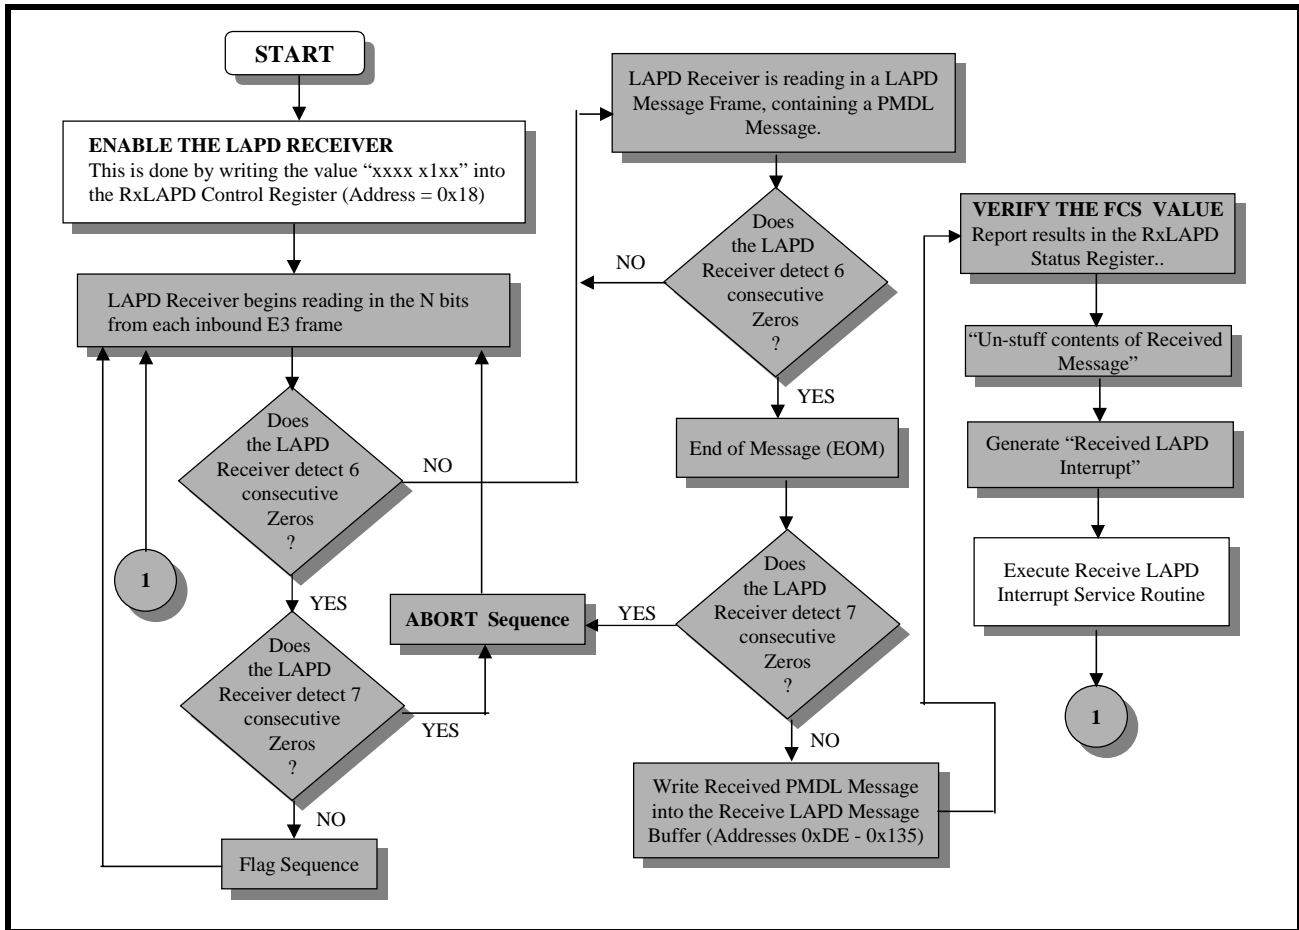 START
ENABLE THE LAPD RECEIVER
This is done by writing the value “xxxx x1xx” into
the RxLAPD Control Register (Address = 0x18)
LAPD Receiver begins reading in the N bits
from each inbound E3 frame
Does
the LAPD
Receiver detect 6
consecutive
Zeros
?
NO
YES
1
Does
the LAPD
Receiver detect 7
consecutive
Zeros
?
YES
NO
Flag Sequence
ABORT Sequence
LAPD Receiver is reading in a LAPD
Message Frame, containing a PMDL
Message.
Does
the LAPD
Receiver detect 6
consecutive
Zeros
?
NO
YES
End of Message (EOM)
Does
the LAPD
Receiver detect 7
consecutive
Zeros
?
YES
NO
Write Received PMDL Message
into the Receive LAPD Message
Buffer (Addresses 0xDE - 0x135)
VERIFY THE FCS VALUE
Report results in the RxLAPD
Status Register..
“Un-stuff contents of Received
Message”
Generate “Received LAPD
Interrupt”
Execute Receive LAPD
Interrupt Service Routine
1